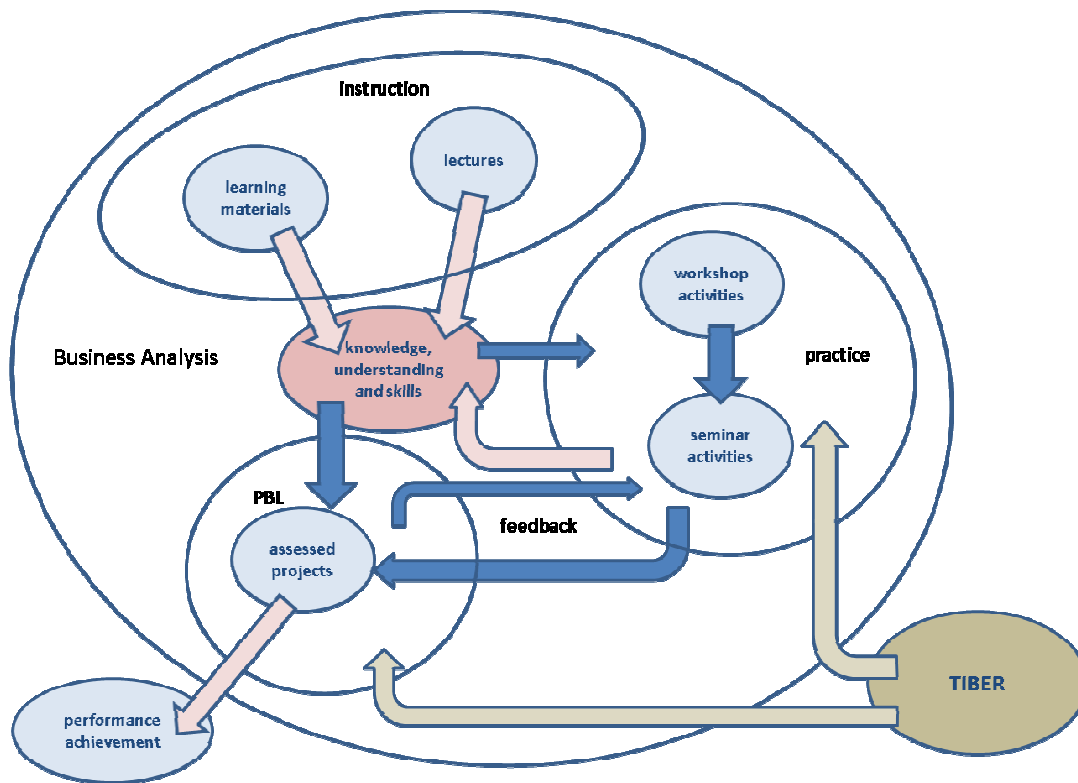 instruction
lectures
learning
materials
workshop
activities
Business Analysis
knowledge,
understanding
and skills
practice
seminar
activities
PBL
feedback
assessed
projects
TIBER
performance
achievement